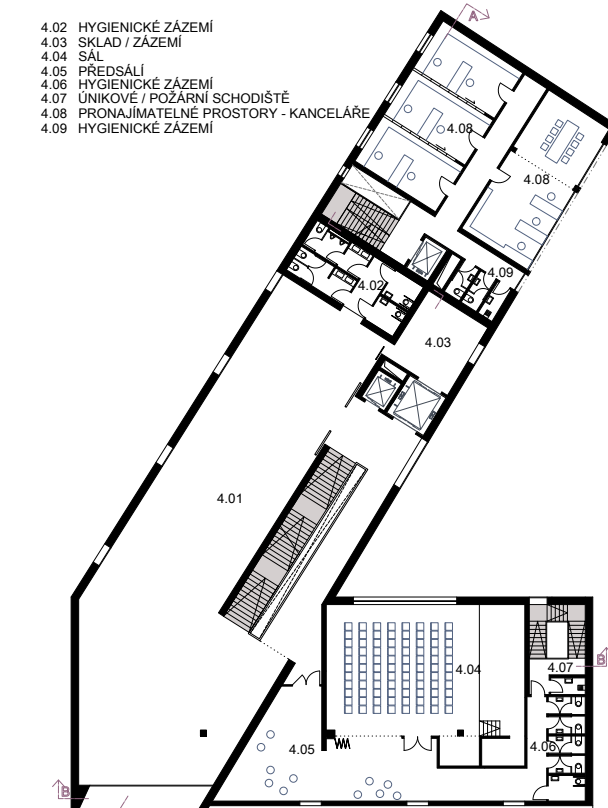 4.02 HYGIENICKÉ ZÁZEMÍ
4.03 SKLAD / ZÁZEMÍ
4.04 SÁL
4.05 PŘEDSÁLÍ
4.06 HYGIENICKÉ ZÁZEMÍ
4.07 ÚNIKOVÉ / POŽÁRNÍ SCHODIŠTĚ
4.08 PRONAJÍMATELNÉ PROSTORY - KANCELÁŘE
4.09 HYGIENICKÉ ZÁZEMÍ
A
4.08
4.08
4.09
4.02
4.03
4.01
4.04
4.07
B
4.05
4.06
B